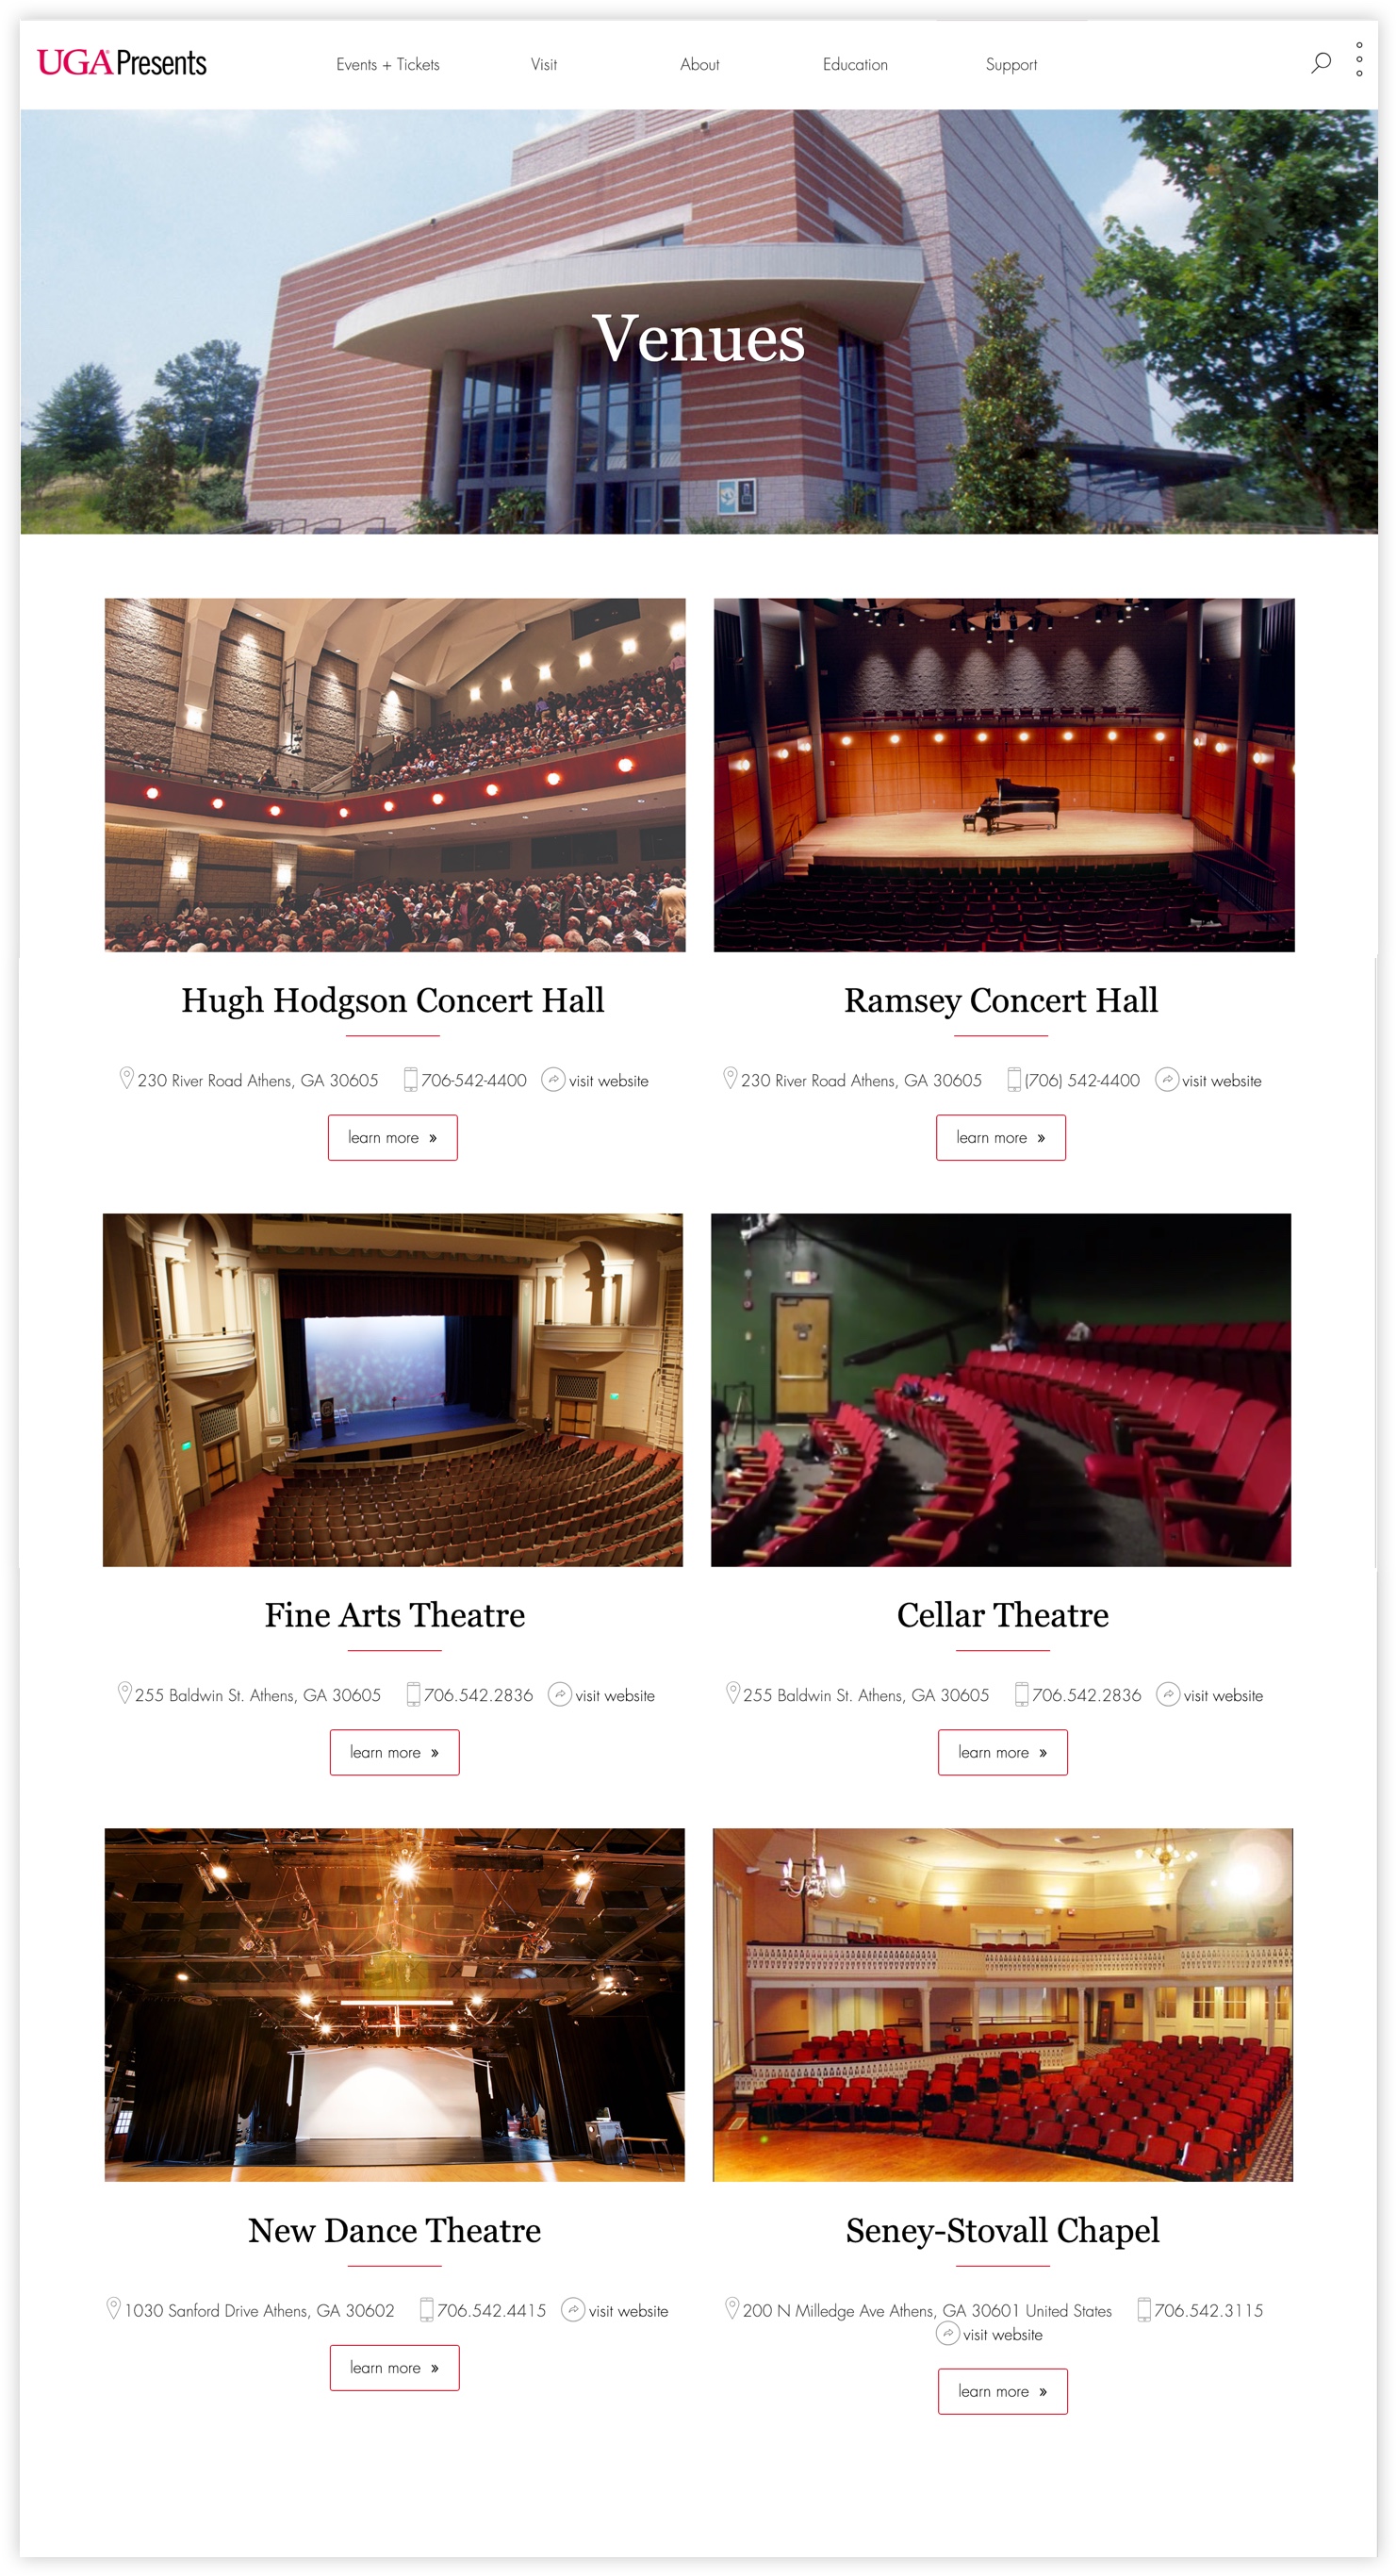 UGA Presents
Events + Tickets
Visit
About
Education
Support
Venues
Hugh Hodgson Concert Hall
230 River Road Athens, GA 30605 706-542-4400 visit website
learn more »
Ramsey Concert Hall
230 River Road Athens, GA 30605 (706) 542-4400 visit website
learn more »
Fine Arts Theatre
255 Baldwin St. Athens, GA 30605 706.542.2836 visit website
learn more »
Cellar Theatre
255 Baldwin St. Athens, GA 30605 706.542.2836 visit website
learn more »
New Dance Theatre
1030 Sanford Drive Athens, GA 30602 706.542.4415 visit website
learn more »
Seney-Stovall Chapel
200 N Milledge Ave Athens, GA 30601 United States 706.542.3115
visit website
learn more »